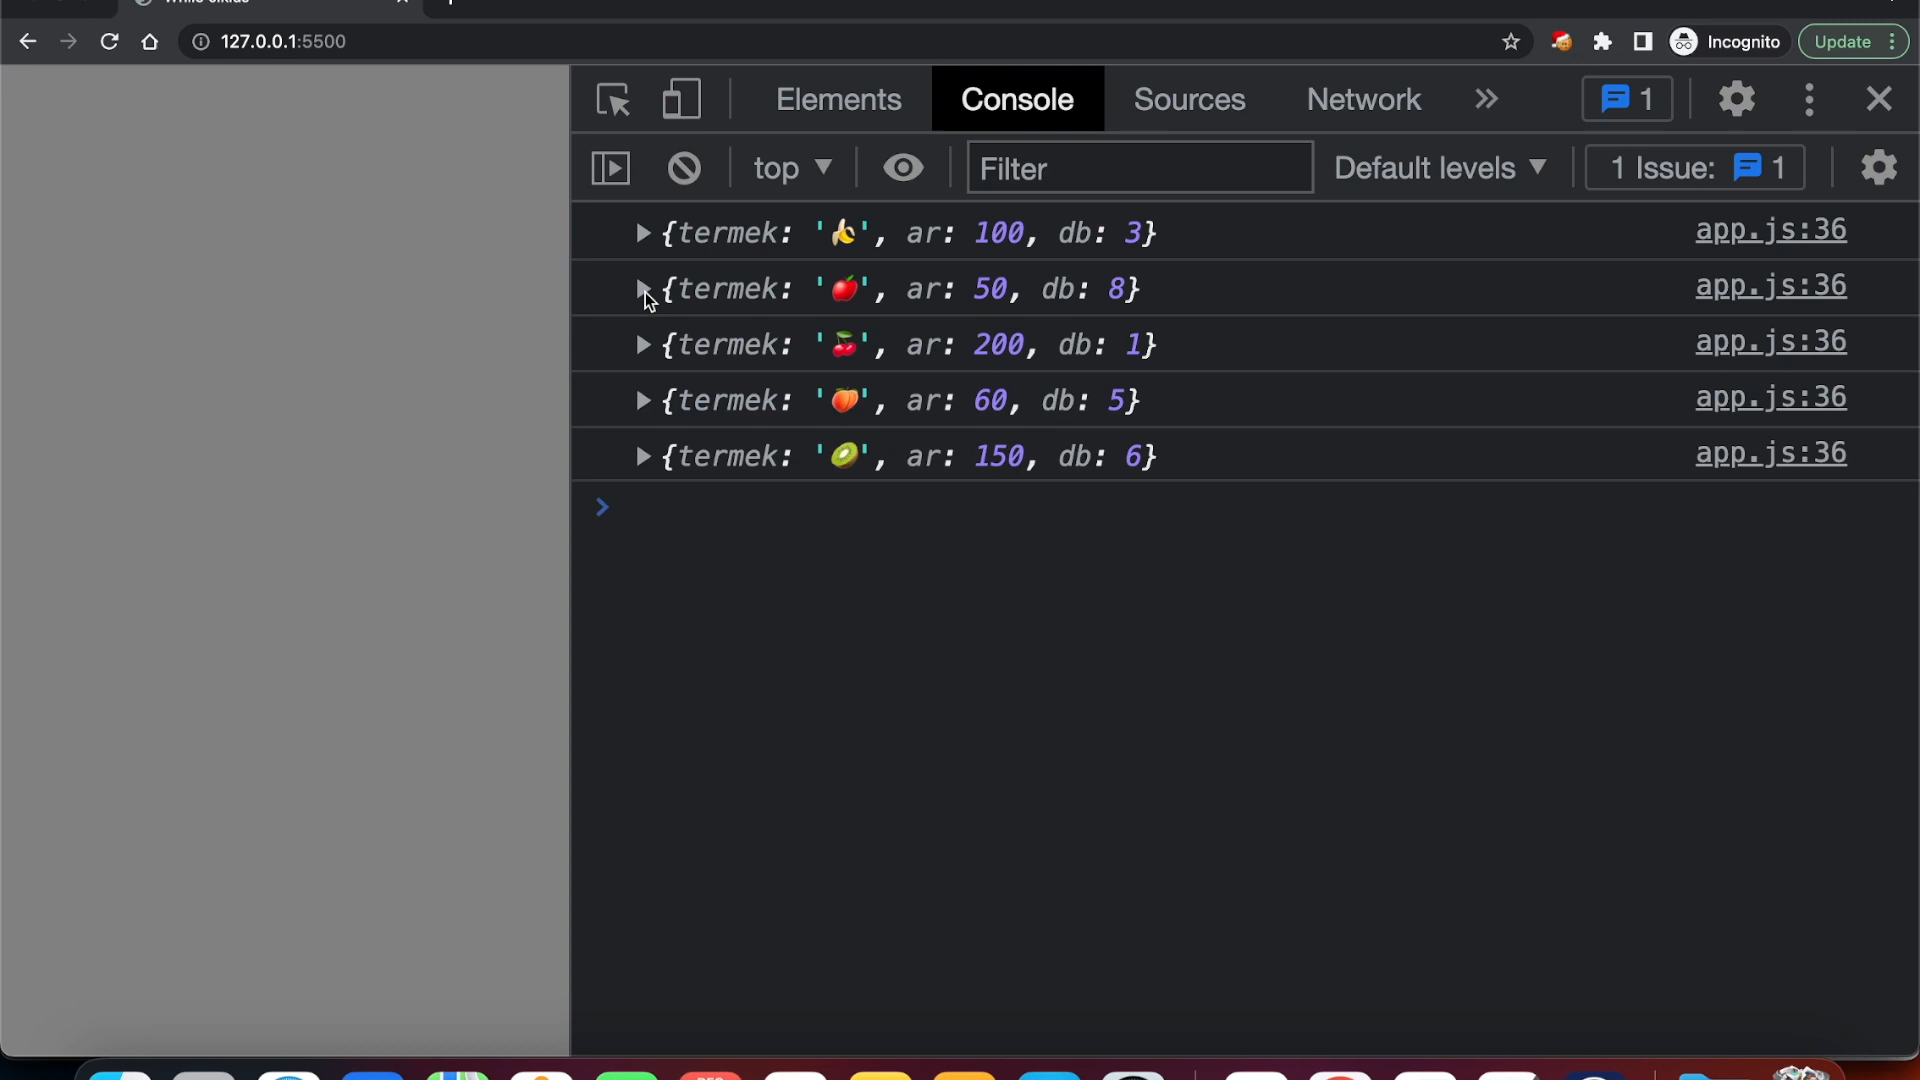 127.0.0.1:5500 Incognito Update
Elements Console Sources Network 1
top Filter Default levels 1 Issue: 1
{termek: '🍌', ar: 100, db: 3} app.js:36
{termek: '🍎', ar: 50, db: 8} app.js:36
{termek: '🍒', ar: 200, db: 1} app.js:36
{termek: '🍑', ar: 60, db: 5} app.js:36
{termek: '🥝', ar: 150, db: 6} app.js:36